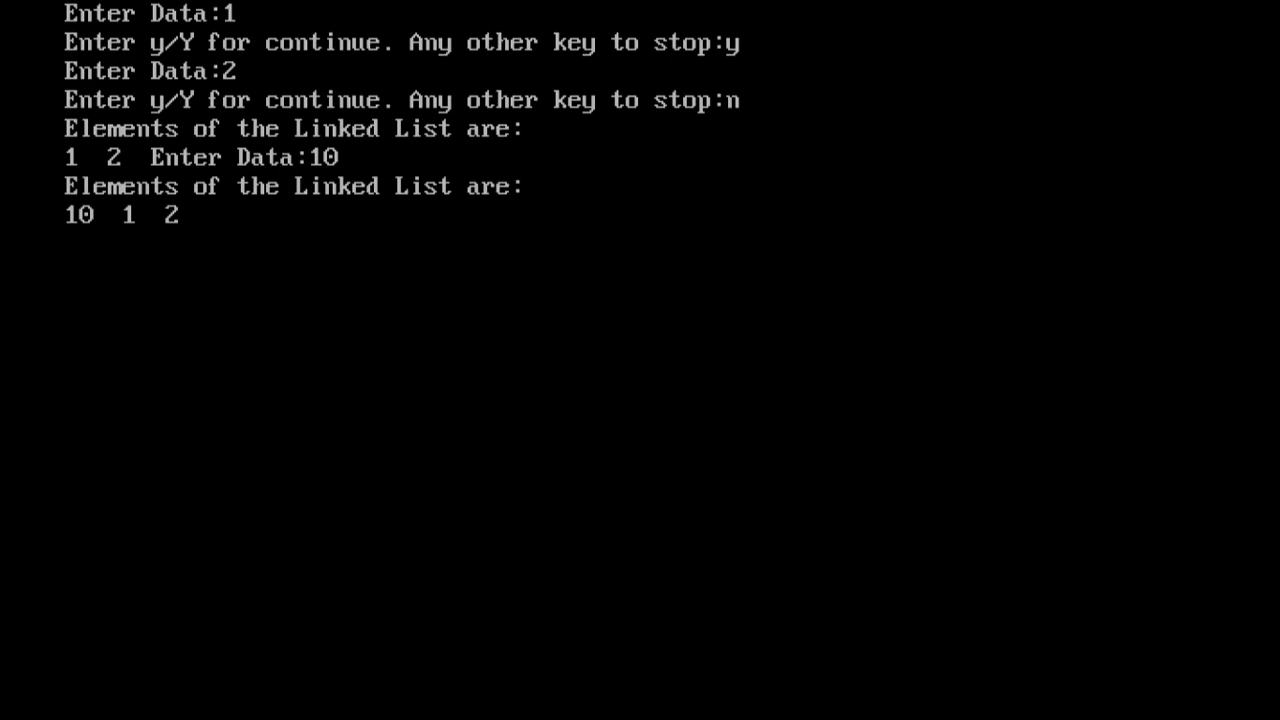 Enter Data:1
Enter y/Y for continue. Any other key to stop:y
Enter Data:2
Enter y/Y for continue. Any other key to stop:n
Elements of the Linked List are:
1  2  Enter Data:10
Elements of the Linked List are:
10  1  2